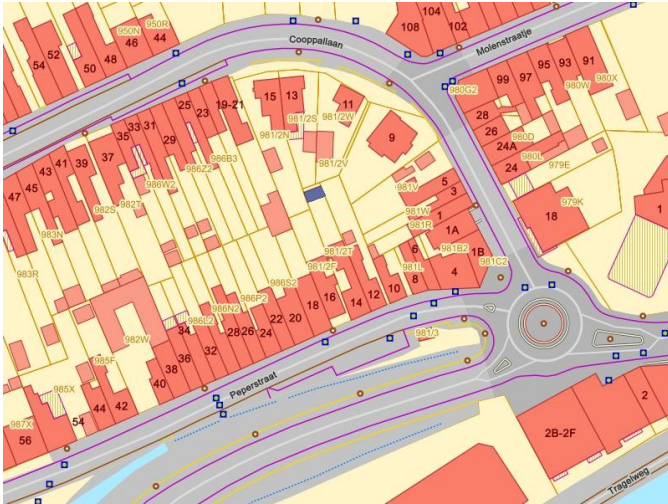 950N
950R
44
46
48
50
52
54
104
102
108
Cooppallaan
Molenstraatje
15
13
11
9
19-21
25
23
33
31
35
29
37
39
41
43
45
47
981/2N
981/2S
981/2W
981/2V
986B3
986Z2
986W2
982T
982S
983N
983R
980G2
99
97
95
93
91
980W
980X
28
26
24A
24
980D
980L
979E
979K
18
1
981V
5
3
981W
981R
1
1A
981B2
1B
981C2
6
981L
8
4
10
12
14
16
18
20
22
24
26
28
32
34
36
38
40
981/2T
981/2F
986S2
986P2
986N2
986L2
982W
985F
985X
987X
981/3
42
44
54
56
Peperstraat
2
2B-2F
Tragelweg